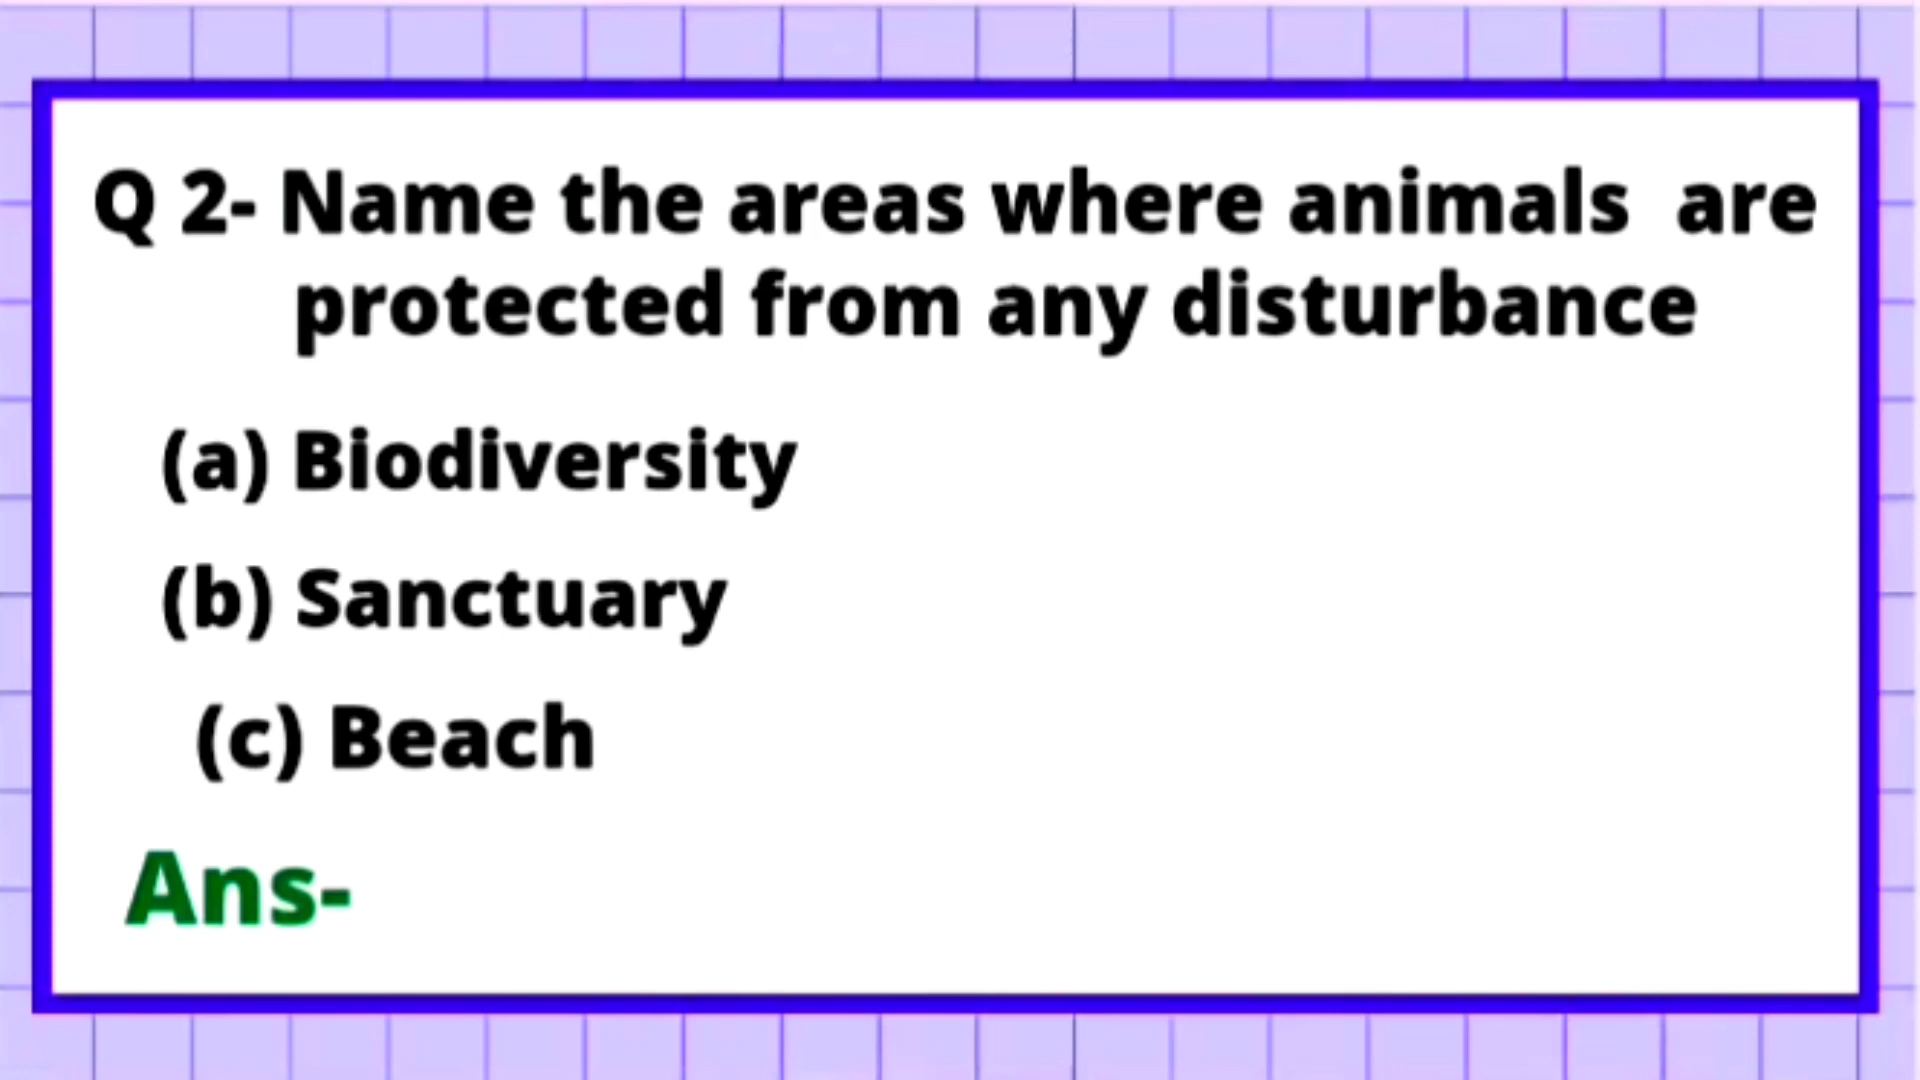 Q 2- Name the areas where animals are
protected from any disturbance
(a) Biodiversity
(b) Sanctuary
(c) Beach
Ans-